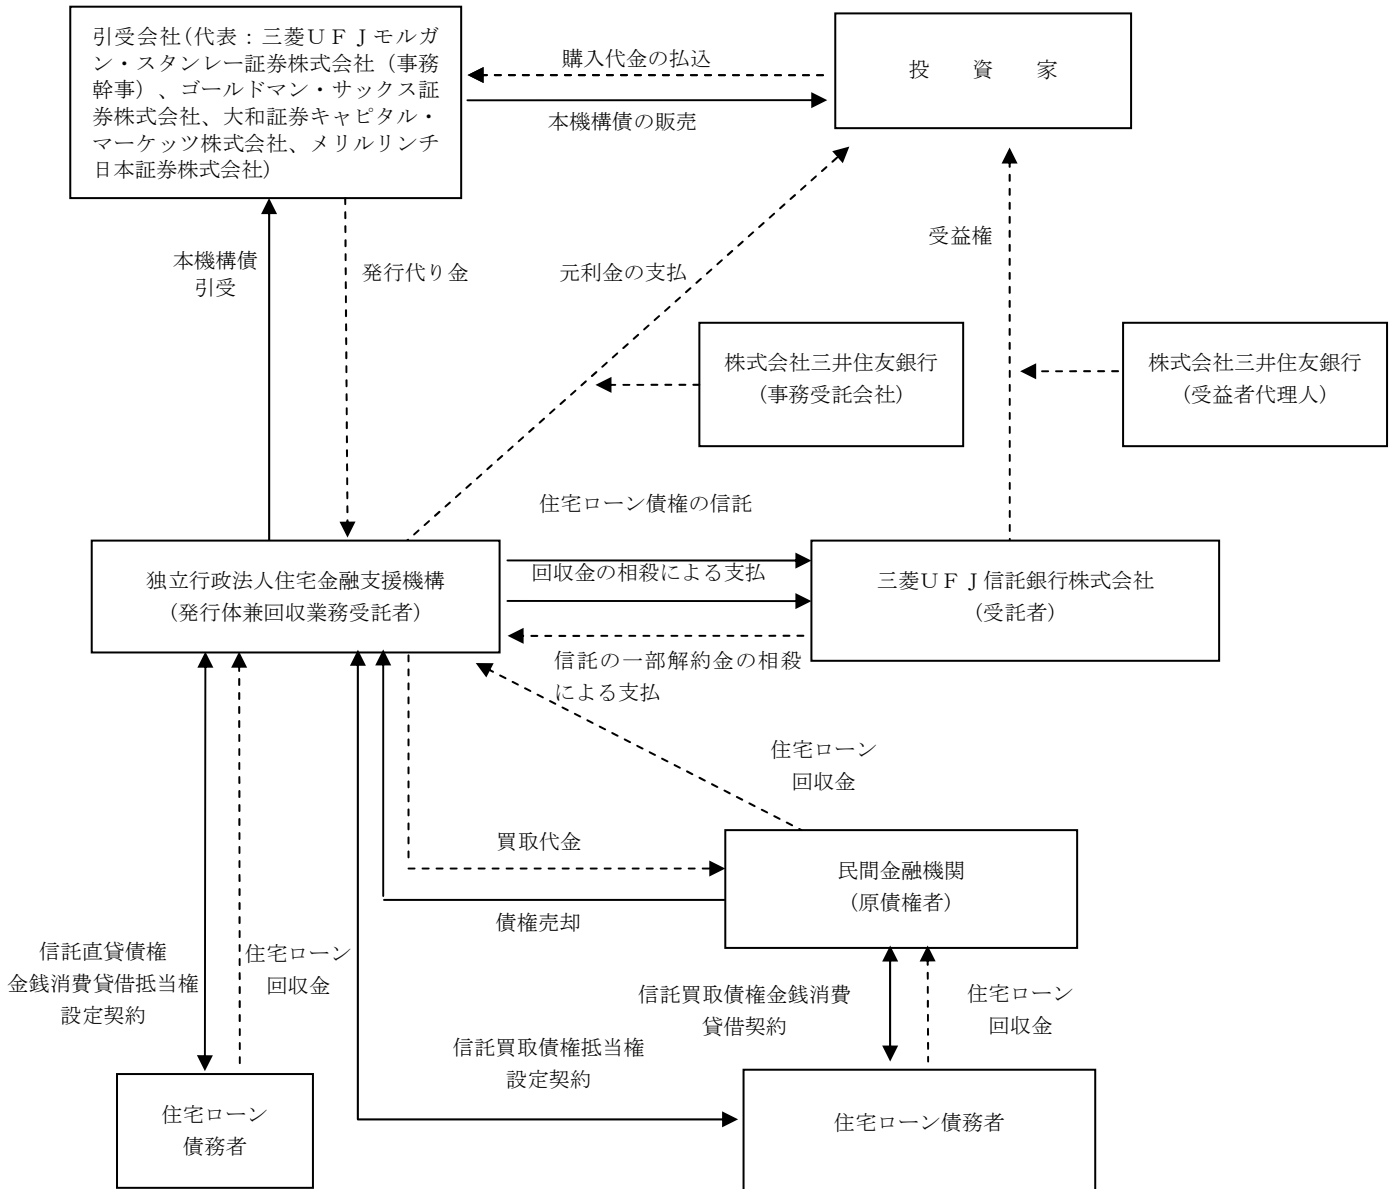 引受会社(代表：三菱ＵＦＪモルガ
ン・スタンレー証券株式会社（事務
幹事）、ゴールドマン・サックス証
券株式会社、大和証券キャピタル・
マーケッツ株式会社、メリルリンチ
日本証券株式会社)
購入代金の払込
本機構債の販売
投　資　家
本機構債
引受
発行代り金
元利金の支払
受益権
株式会社三井住友銀行
（事務受託会社）
株式会社三井住友銀行
（受益者代理人）
住宅ローン債権の信託
独立行政法人住宅金融支援機構
（発行体兼回収業務受託者）
回収金の相殺による支払
三菱ＵＦＪ信託銀行株式会社
（受託者）
信託の一部解約金の相殺
による支払
住宅ローン
回収金
買取代金
民間金融機関
（原債権者）
債権売却
信託直貸債権
金銭消費貸借抵当権
設定契約
住宅ローン
回収金
信託買取債権金銭消費
貸借契約
住宅ローン
回収金
信託買取債権抵当権
設定契約
住宅ローン
債務者
住宅ローン債務者